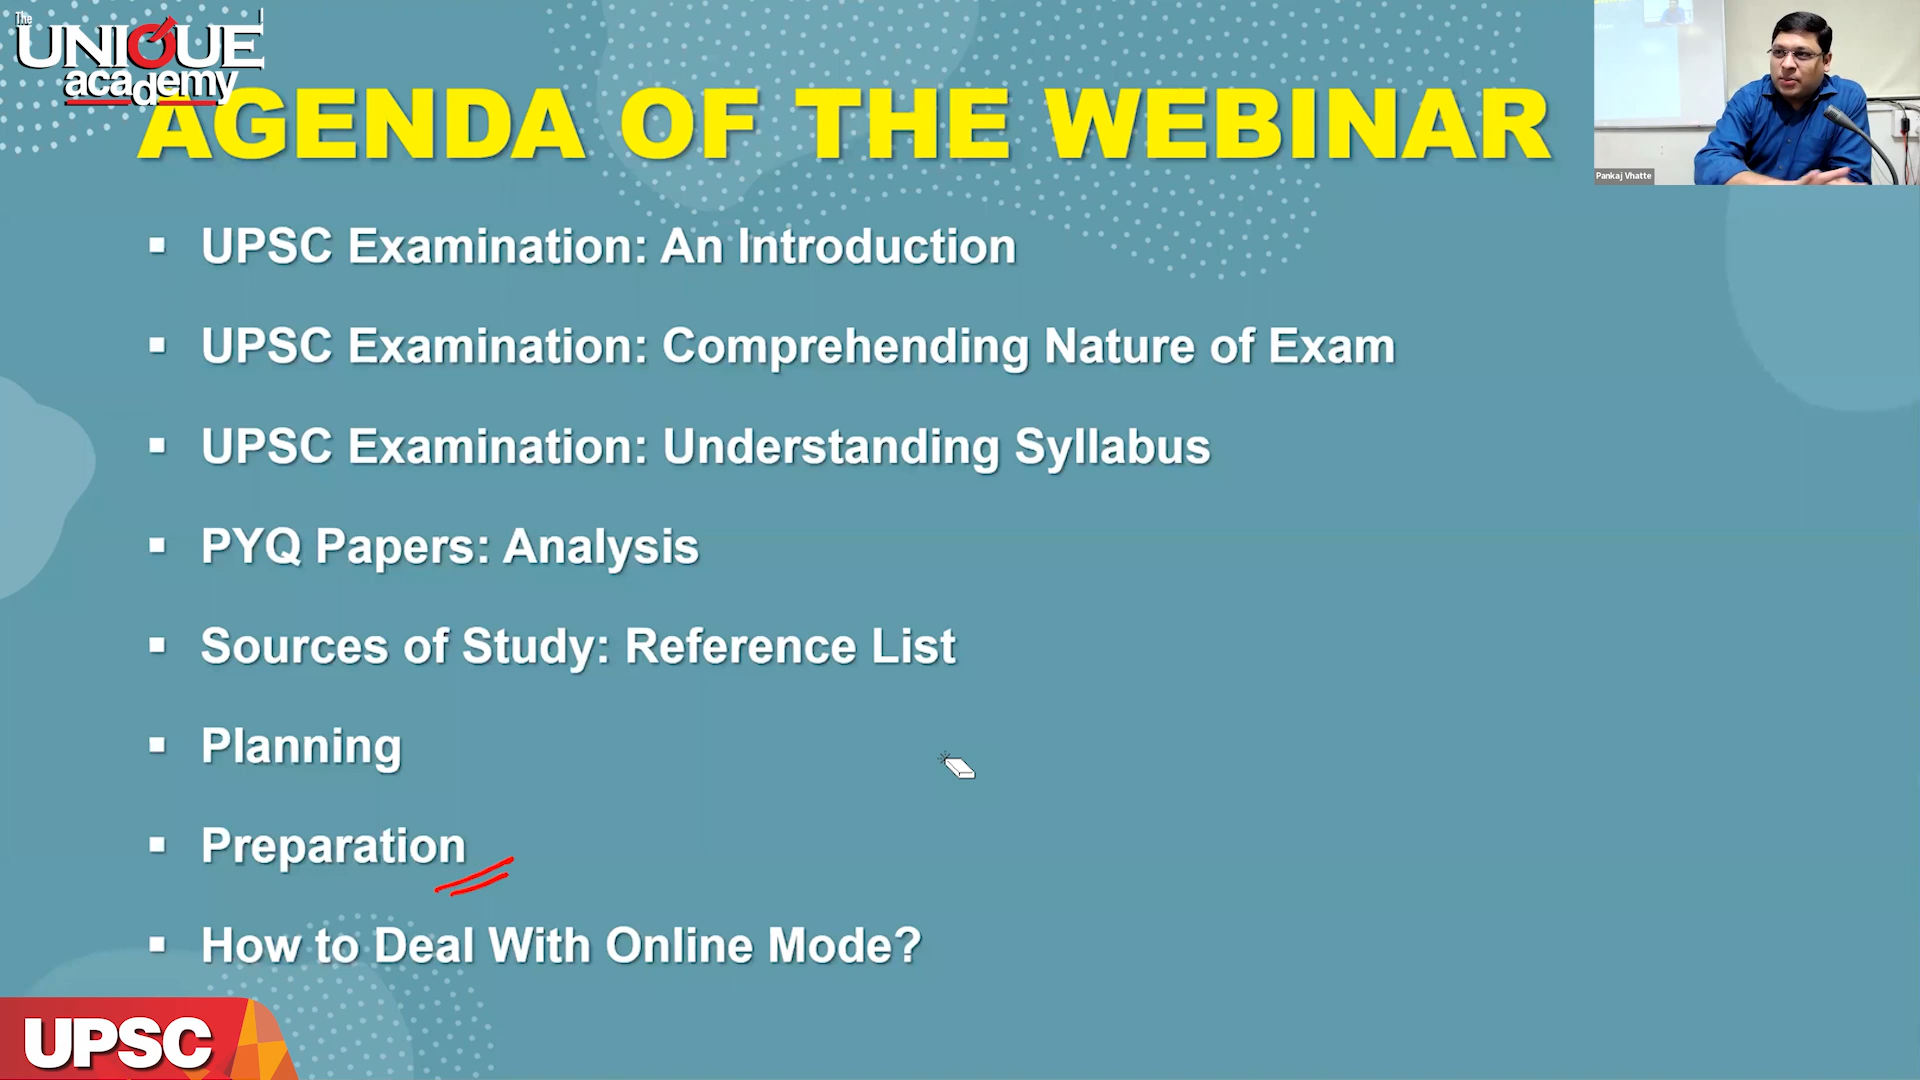 The
UNIQUE
academy
AGENDA OF THE WEBINAR
Pankaj Vhatte
▪ UPSC Examination: An Introduction
▪ UPSC Examination: Comprehending Nature of Exam
▪ UPSC Examination: Understanding Syllabus
▪ PYQ Papers: Analysis
▪ Sources of Study: Reference List
▪ Planning
▪ Preparation
▪ How to Deal With Online Mode?
UPSC